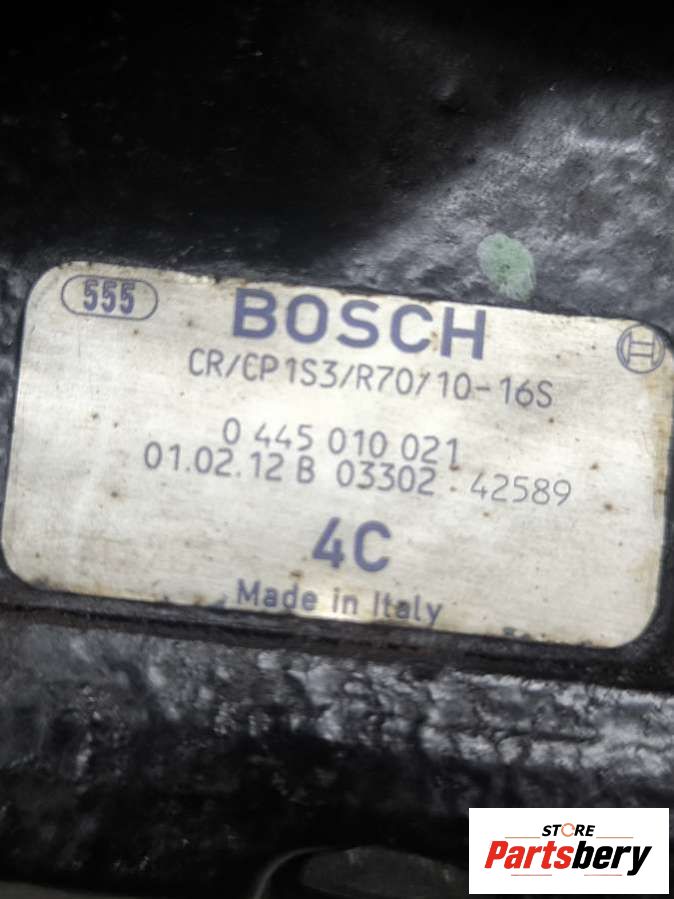 555
BOSCH
CR/CP1S3/R70/10-16S
0 445 010 021
01.02.12 B 03302 42589
4C
Made in Italy
STORE
Partsbery